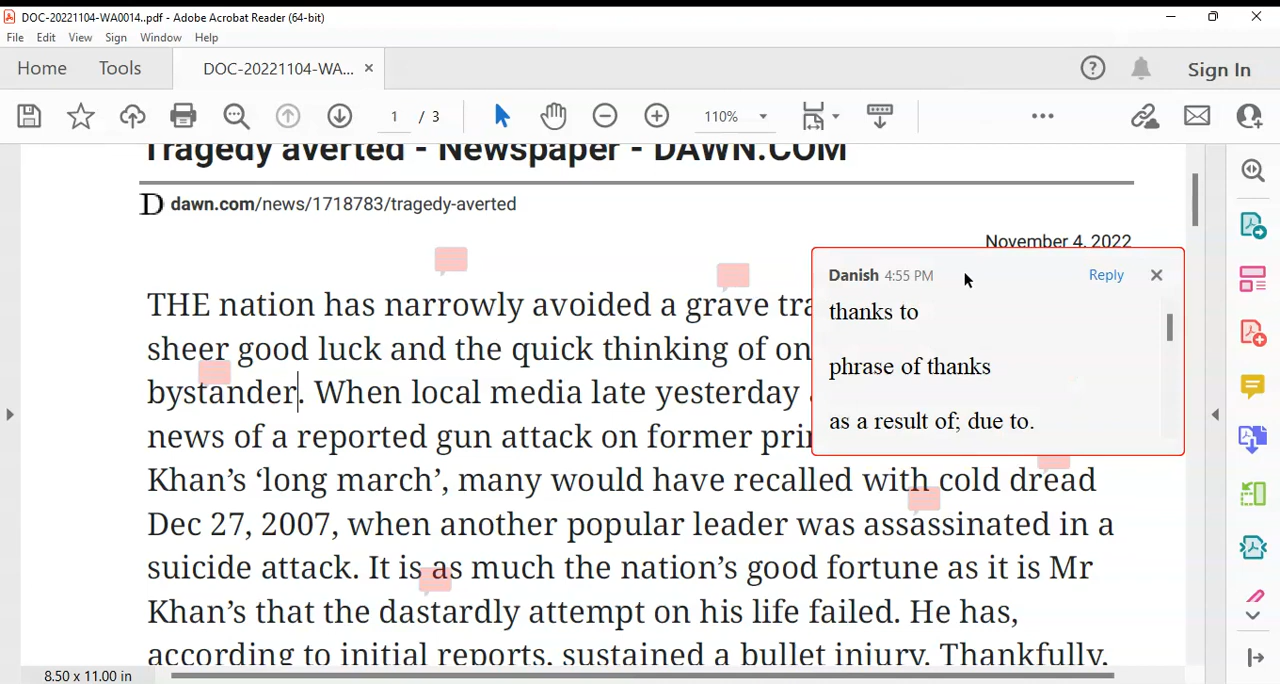 DOC-20221104-WA0014..pdf - Adobe Acrobat Reader (64-bit)
File Edit View Sign Window Help
Home Tools DOC-20221104-WA... × Sign In
1 / 3 110%
Tragedy averted - Newspaper - DAWN.COM
D dawn.com/news/1718783/tragedy-averted
November 4, 2022
Danish 4:55 PM Reply
thanks to
phrase of thanks
as a result of; due to.
THE nation has narrowly avoided a grave tra
sheer good luck and the quick thinking of on
bystander. When local media late yesterday
news of a reported gun attack on former pri
Khan’s ‘long march’, many would have recalled with cold dread
Dec 27, 2007, when another popular leader was assassinated in a
suicide attack. It is as much the nation’s good fortune as it is Mr
Khan’s that the dastardly attempt on his life failed. He has,
according to initial reports, sustained a bullet injury. Thankfully,
8.50 x 11.00 in